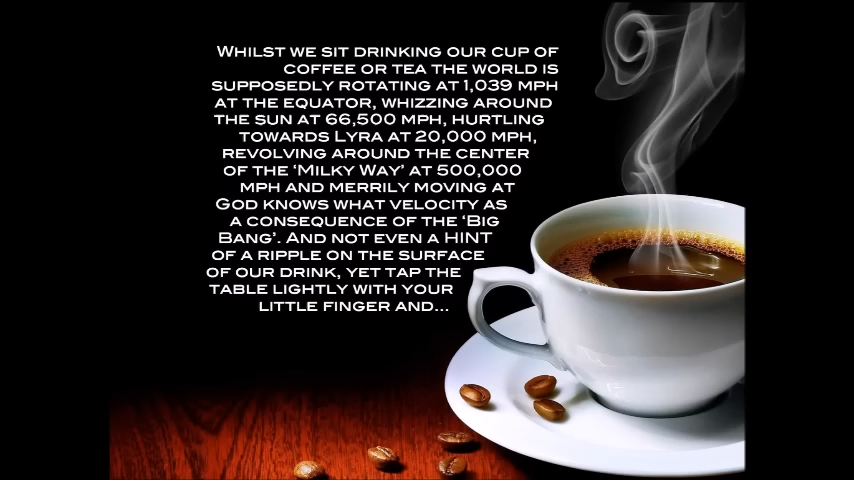 Whilst we sit drinking our cup of
coffee or tea the world is
supposedly rotating at 1,039 mph
at the equator, whizzing around
the sun at 66,500 mph, hurtling
towards Lyra at 20,000 mph,
revolving around the center
of the ‘Milky Way’ at 500,000
mph and merrily moving at
God knows what velocity as
a consequence of the ‘Big
Bang’. And not even a HINT
of a ripple on the surface
of our drink, yet tap the
table lightly with your
little finger and...